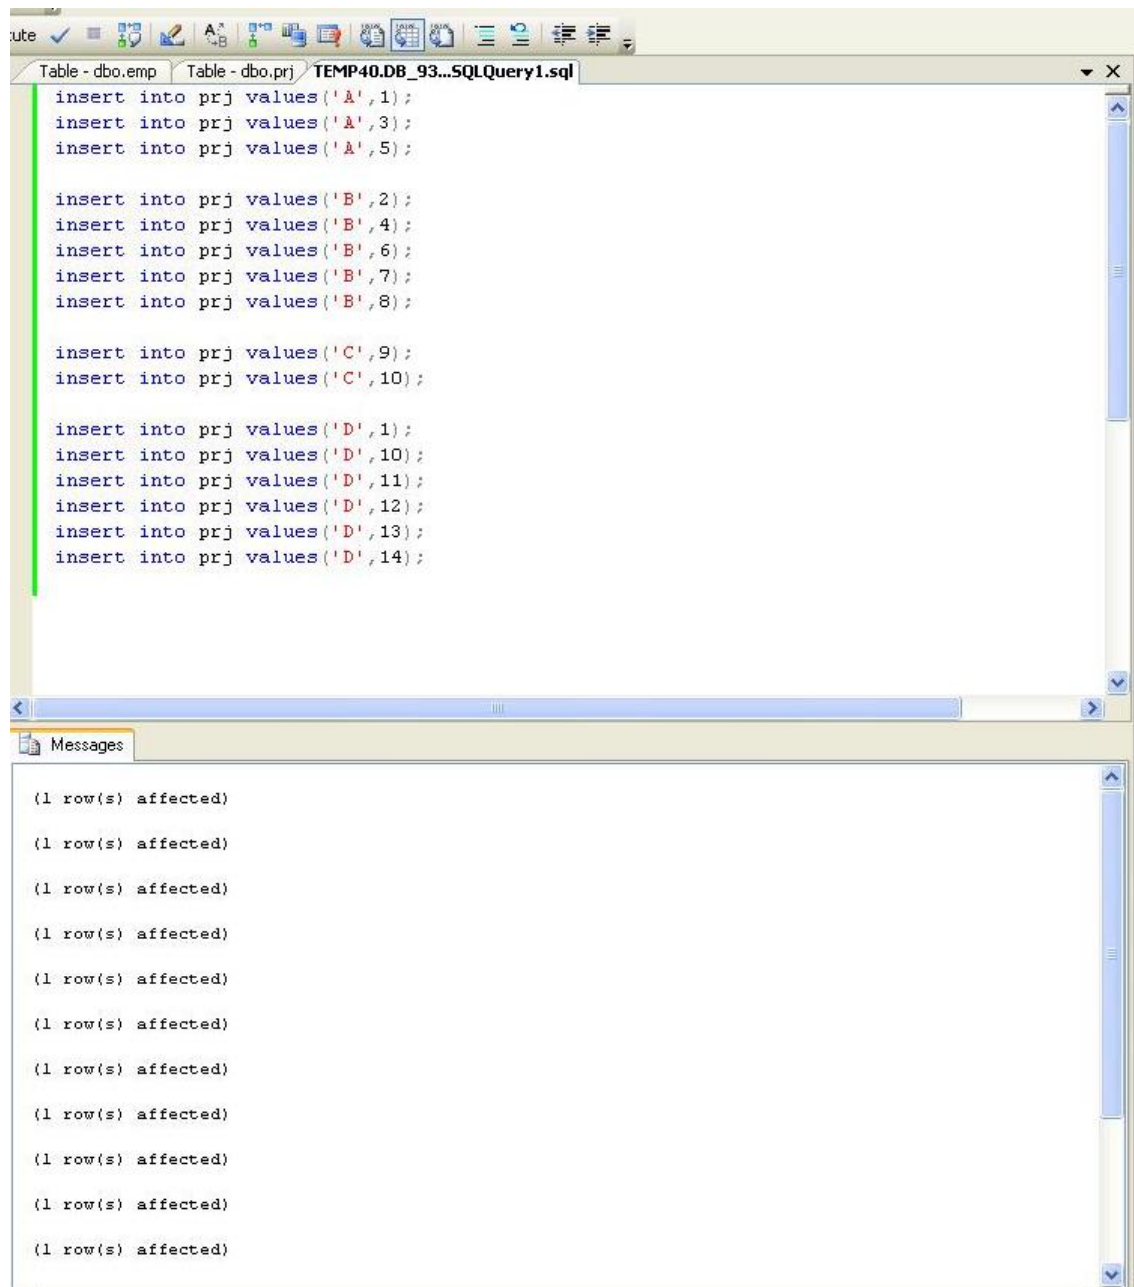 ute
Table - dbo.emp Table - dbo.prj TEMP40.DB_93...SQLQuery1.sql
insert into prj values('A',1);
insert into prj values('A',3);
insert into prj values('A',5);
insert into prj values('B',2);
insert into prj values('B',4);
insert into prj values('B',6);
insert into prj values('B',7);
insert into prj values('B',8);
insert into prj values('C',9);
insert into prj values('C',10);
insert into prj values('D',1);
insert into prj values('D',10);
insert into prj values('D',11);
insert into prj values('D',12);
insert into prj values('D',13);
insert into prj values('D',14);
Messages
(1 row(s) affected)
(1 row(s) affected)
(1 row(s) affected)
(1 row(s) affected)
(1 row(s) affected)
(1 row(s) affected)
(1 row(s) affected)
(1 row(s) affected)
(1 row(s) affected)
(1 row(s) affected)
(1 row(s) affected)